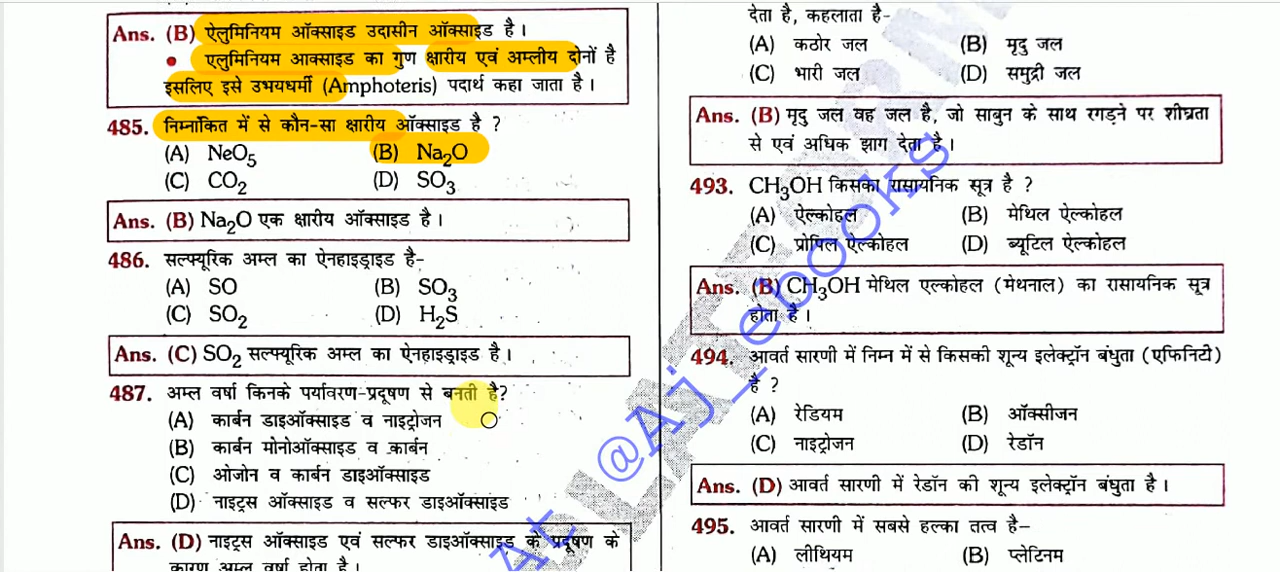 Ans. (B) ऐलुमिनियम ऑक्साइड उदासीन ऑक्साइड है।
• एलुमिनियम आक्साइड का गुण क्षारीय एवं अम्लीय दोनों है
इसलिए इसे उभयधर्मी (Amphoteris) पदार्थ कहा जाता है।
485. निम्नांकित में से कौन-सा क्षारीय ऑक्साइड है ?
(A) NeO5 (B) Na2O
(C) CO2 (D) SO3
Ans. (B) Na2O एक क्षारीय ऑक्साइड है।
486. सल्फ्यूरिक अम्ल का ऐनहाइड्राइड है-
(A) SO (B) SO3
(C) SO2 (D) H2S
Ans. (C) SO2 सल्फ्यूरिक अम्ल का ऐनहाइड्राइड है।
487. अम्ल वर्षा किनके पर्यावरण-प्रदूषण से बनती है?
(A) कार्बन डाइऑक्साइड व नाइट्रोजन
(B) कार्बन मोनोऑक्साइड व कार्बन
(C) ओजोन व कार्बन डाइऑक्साइड
(D) नाइट्रस ऑक्साइड व सल्फर डाइऑक्साइड
Ans. (D) नाइट्रस ऑक्साइड एवं सल्फर डाइऑक्साइड के प्रदूषण के
कारण अम्ल वर्षा होता है।
देता है, कहलाता है-
(A) कठोर जल (B) मृदु जल
(C) भारी जल (D) समुद्री जल
Ans. (B) मृदु जल वह जल है, जो साबुन के साथ रगड़ने पर शीघ्रता
से एवं अधिक झाग देता है।
493. CH3OH किसका रासायनिक सूत्र है ?
(A) ऐल्कोहल (B) मेथिल ऐल्कोहल
(C) प्रोपिल ऐल्कोहल (D) ब्यूटिल ऐल्कोहल
Ans. (B) CH3OH मेथिल एल्कोहल (मेथनाल) का रासायनिक सूत्र
होता है।
494. आवर्त सारणी में निम्न में से किसकी शून्य इलेक्ट्रॉन बंधुता (एफिनिटी)
है ?
(A) रेडियम (B) ऑक्सीजन
(C) नाइट्रोजन (D) रेडॉन
Ans. (D) आवर्त सारणी में रेडॉन की शून्य इलेक्ट्रॉन बंधुता है।
495. आवर्त सारणी में सबसे हल्का तत्व है-
(A) लीथियम (B) प्लेटिनम
At @Aj_ebooks